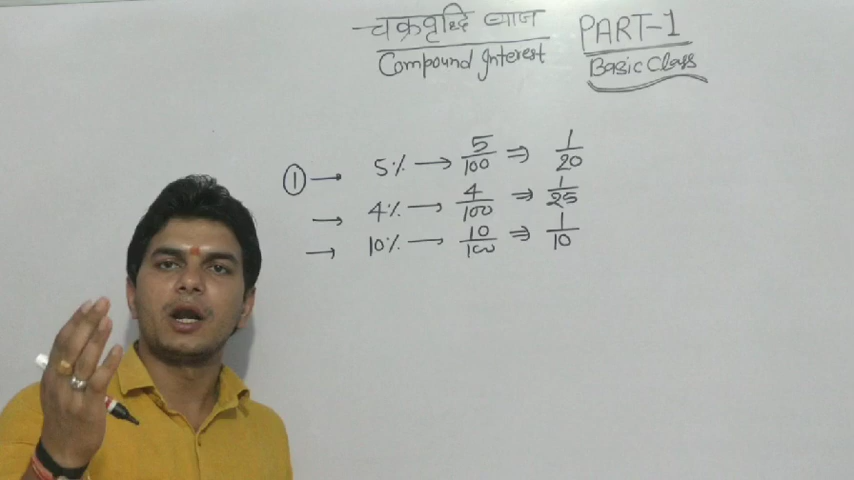 चक्रवृद्धि ब्याज PART-1
Compound Interest Basic Class
① → 5% → 5/100 ⇒ 1/20
→ 4% → 4/100 ⇒ 1/25
→ 10% → 10/100 ⇒ 1/10